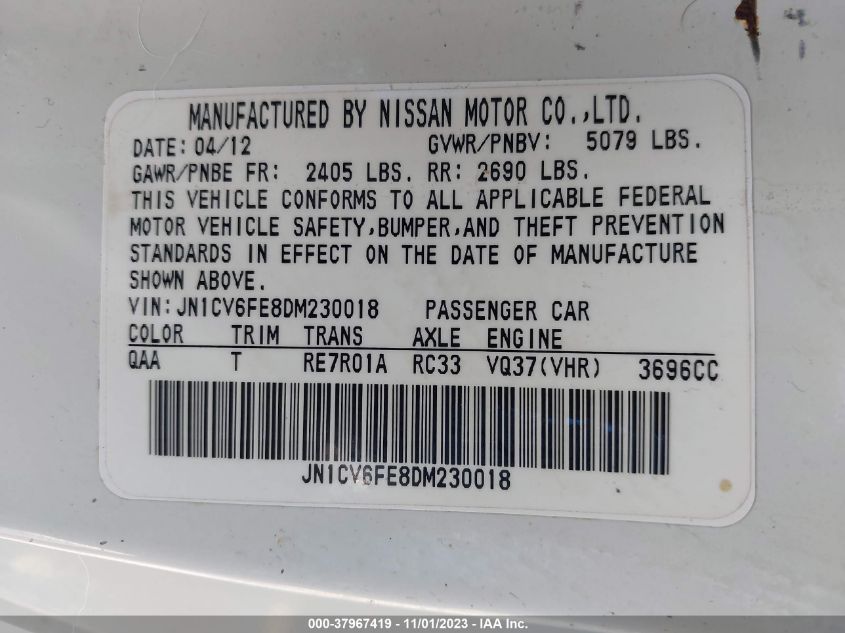 MANUFACTURED BY NISSAN MOTOR CO.,LTD.
DATE: 04/12 GVWR/PNBV: 5079 LBS.
GAWR/PNBE FR: 2405 LBS. RR: 2690 LBS.
THIS VEHICLE CONFORMS TO ALL APPLICABLE FEDERAL
MOTOR VEHICLE SAFETY,BUMPER,AND THEFT PREVENTION
STANDARDS IN EFFECT ON THE DATE OF MANUFACTURE
SHOWN ABOVE.
VIN: JN1CV6FE8DM230018 PASSENGER CAR
COLOR TRIM TRANS AXLE ENGINE
QAA T RE7R01A RC33 VQ37(VHR) 3696CC
JN1CV6FE8DM230018
000-37967419 - 11/01/2023 - IAA Inc.